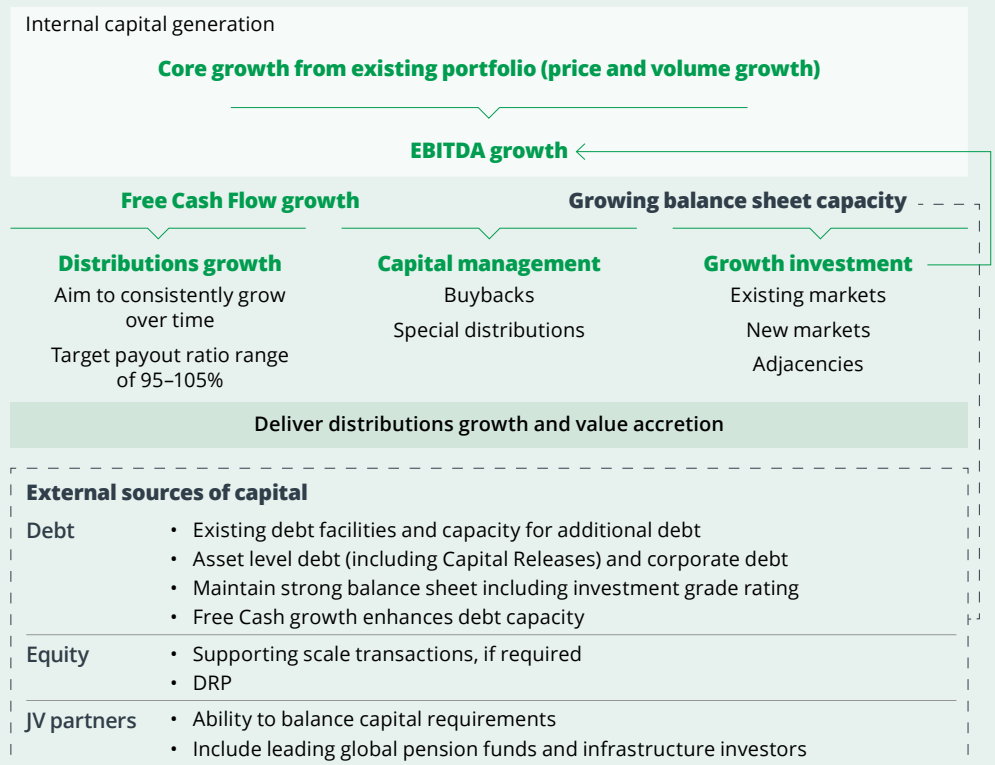 Internal capital generation
Core growth from existing portfolio (price and volume growth)
EBITDA growth
Free Cash Flow growth
Growing balance sheet capacity
Distributions growth
Aim to consistently grow
over time
Target payout ratio range
of 95–105%
Capital management
Buybacks
Special distributions
Growth investment
Existing markets
New markets
Adjacencies
Deliver distributions growth and value accretion
External sources of capital
Debt
• Existing debt facilities and capacity for additional debt
• Asset level debt (including Capital Releases) and corporate debt
• Maintain strong balance sheet including investment grade rating
• Free Cash growth enhances debt capacity
Equity
• Supporting scale transactions, if required
• DRP
JV partners
• Ability to balance capital requirements
• Include leading global pension funds and infrastructure investors